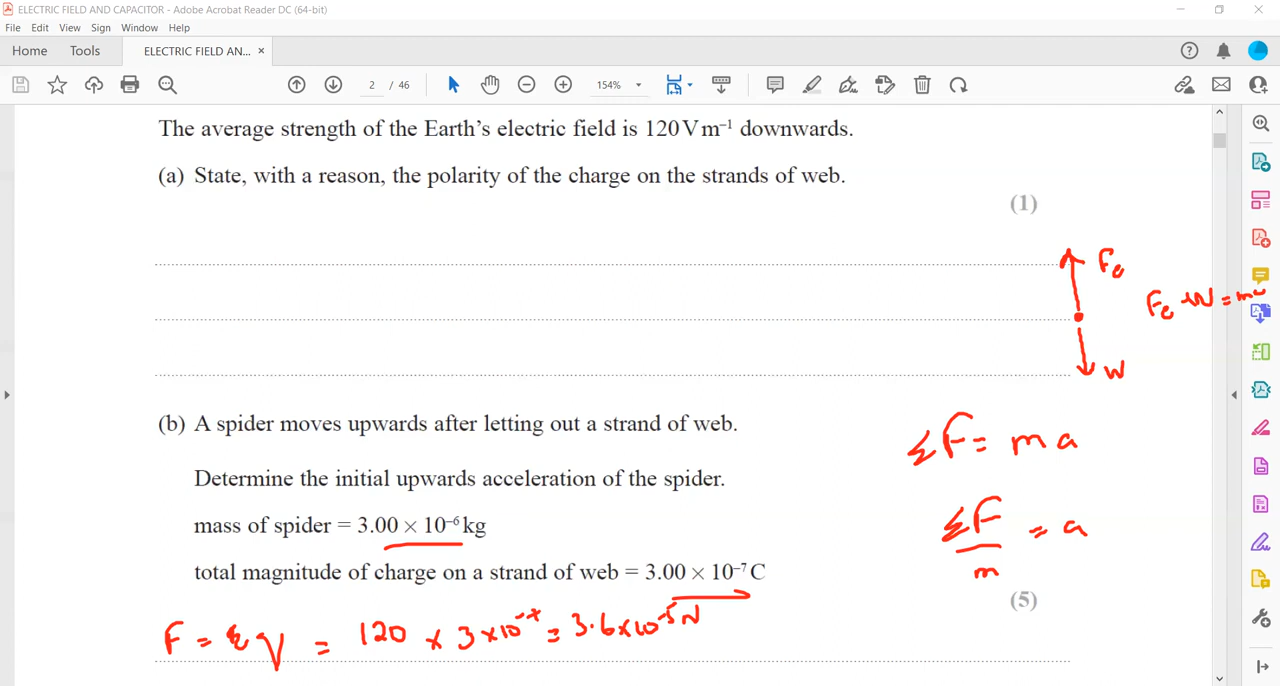 ELECTRIC FIELD AND CAPACITOR - Adobe Acrobat Reader DC (64-bit)
File Edit View Sign Window Help
Home Tools ELECTRIC FIELD AN... ×
2 / 46 154%
The average strength of the Earth's electric field is 120 V m⁻¹ downwards.
(a) State, with a reason, the polarity of the charge on the strands of web.
(1)
Fe
Fe - W = ma
W
(b) A spider moves upwards after letting out a strand of web.
ΣF = ma
Determine the initial upwards acceleration of the spider.
mass of spider = 3.00 × 10⁻⁶ kg
ΣF/m = a
total magnitude of charge on a strand of web = 3.00 × 10⁻⁷ C
(5)
F = Eq = 120 × 3 × 10⁻⁷ = 3.6 × 10⁻⁵ N